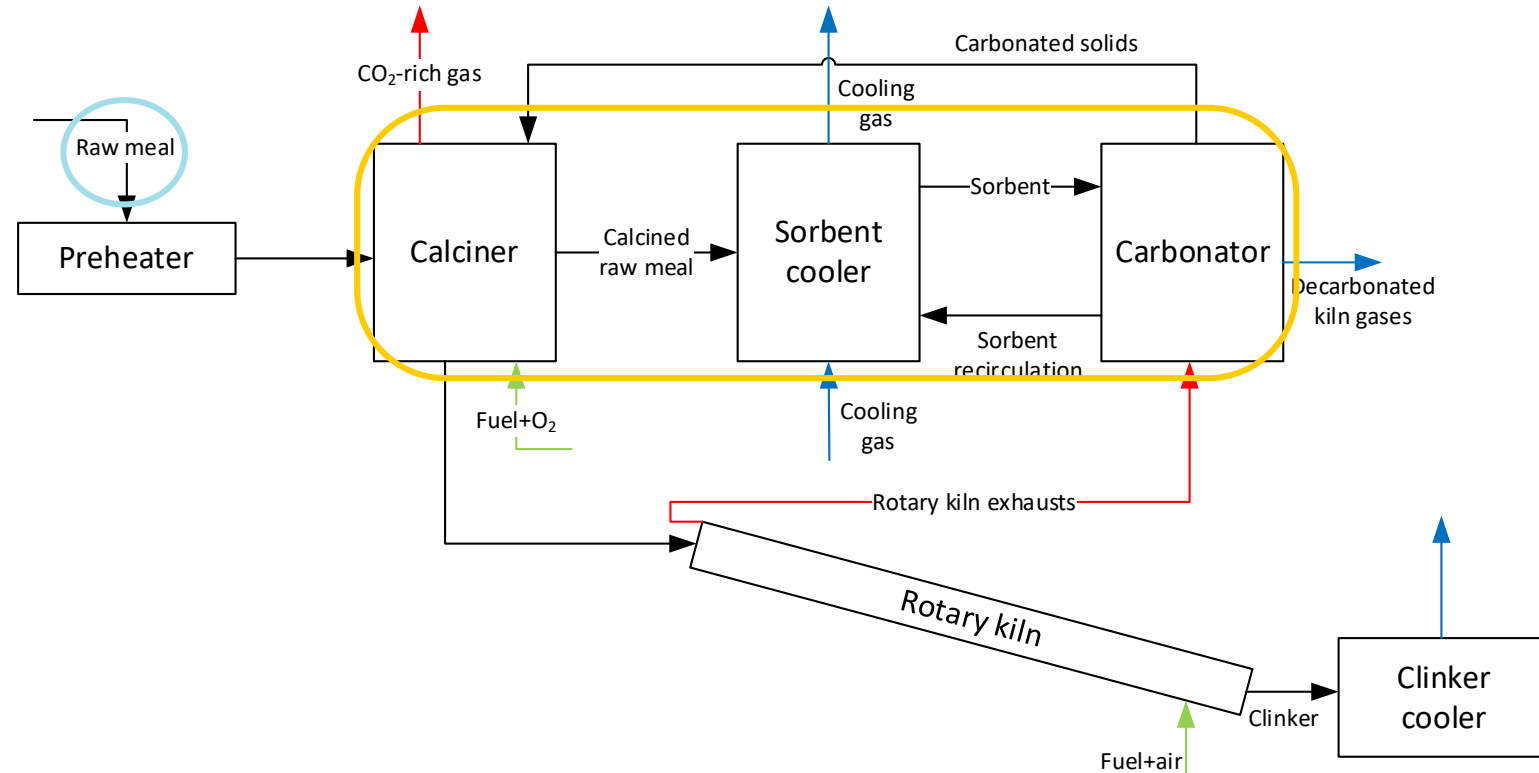 Carbonated solids
CO₂-rich gas
Cooling
gas
Raw meal
Preheater
Calciner
Calcined
raw meal
Sorbent
cooler
Sorbent
Carbonator
Decarbonated
kiln gases
Sorbent
recirculation
Fuel+O₂
Cooling
gas
Rotary kiln exhausts
Rotary kiln
Clinker
Clinker
cooler
Fuel+air